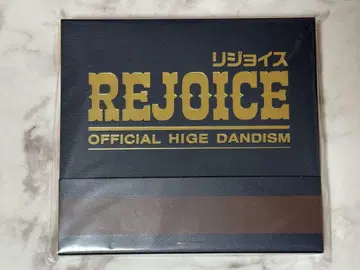 リジョイス
REJOICE
OFFICIAL HIGE DANDISM